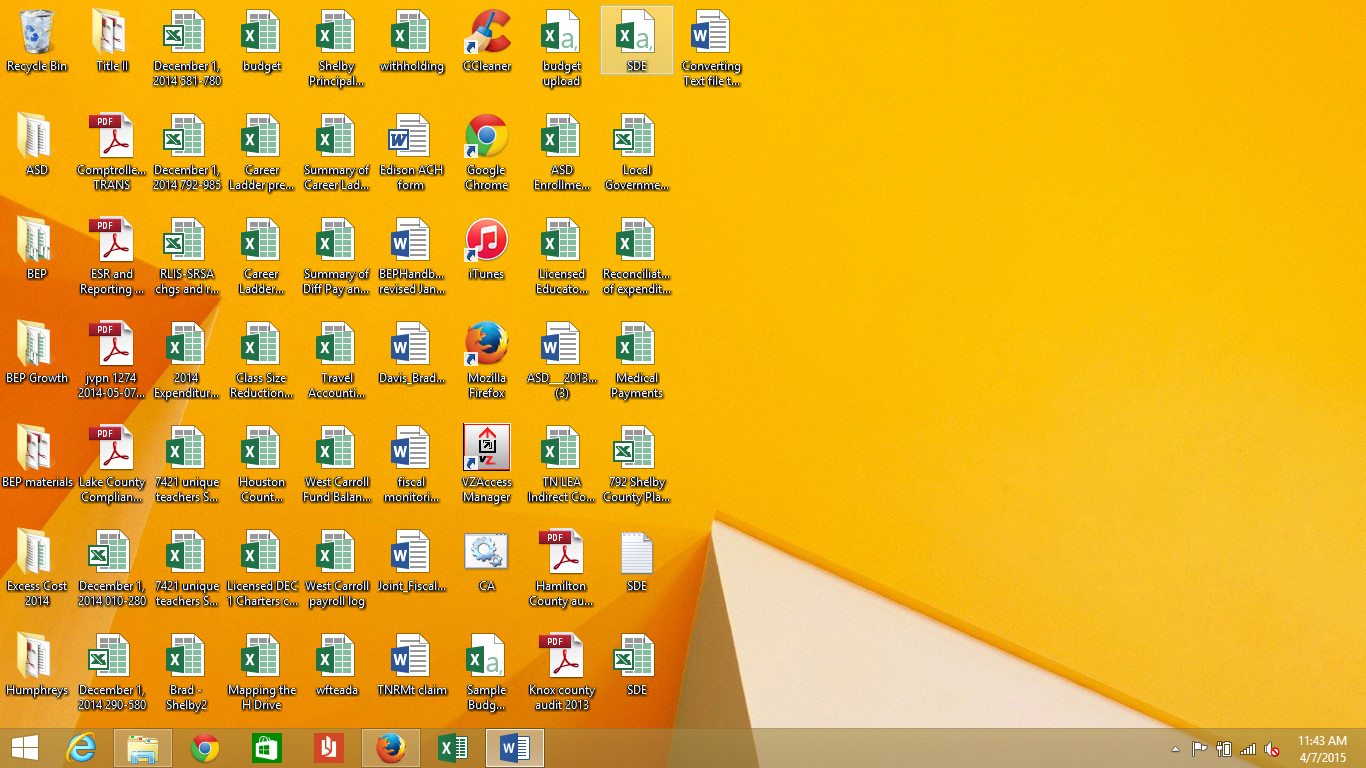 Recycle Bin
Title II
December 1,
2014 681-780
budget
Shelby
Principal...
withholding
CCleaner
budget
upload
SDE
Converting
Text file t...
ASD
PDF
Comptrolle...
TRANS
December 1,
2014 792-985
Career
Ladder pre...
Summary of
Career Lad...
Edison ACH
form
Google
Chrome
ASD
Enrollme...
Local
Governme...
BEP
PDF
ESR and
Reporting ...
RLIS-SRSA
chgs and r...
Career
Ladder...
Summary of
Diff Pay an...
BEPHandb...
revised Jan...
iTunes
Licensed
Educato...
Reconciliat...
of expendit...
BEP Growth
PDF
jvpn 1274
2014-05-07...
2014
Expenditur...
Class Size
Reduction...
Travel
Accounti...
Davis_Brad...
Mozilla
Firefox
ASD__2013...
(3)
Medical
Payments
BEP materials
PDF
Lake County
Complian...
7421 unique
teachers S...
Houston
Count...
West Carroll
Fund Balan...
fiscal
monitori...
VZAccess
Manager
TN LEA
Indirect Co...
792 Shelby
County Pla...
Excess Cost
2014
December 1,
2014 010-280
7421 unique
teachers S...
Licensed DEC
1 Charters c...
West Carroll
payroll log
Joint_Fiscal...
CA
PDF
Hamilton
County au...
SDE
Humphreys
December 1,
2014 290-580
Brad -
Shelby2
Mapping the
H Drive
wfteada
TNRMt claim
Sample
Budg...
PDF
Knox county
audit 2013
SDE
11:43 AM
4/7/2015